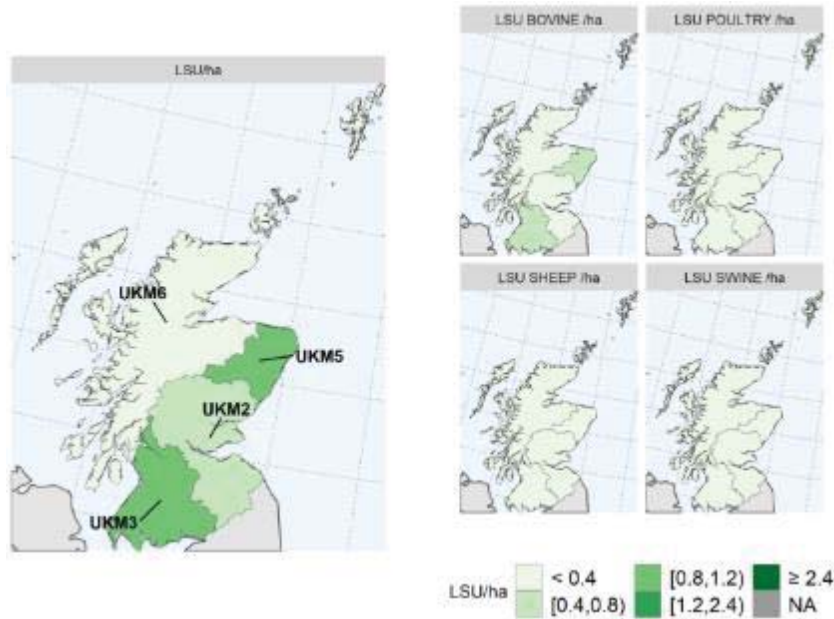 LSU/ha
UKM6
UKM5
UKM2
UKM3
LSU BOVINE /ha
LSU POULTRY /ha
LSU SHEEP /ha
LSU SWINE /ha
LSU/ha
< 0.4
[0.4,0.8)
[0.8,1.2)
[1.2,2.4)
≥ 2.4
NA